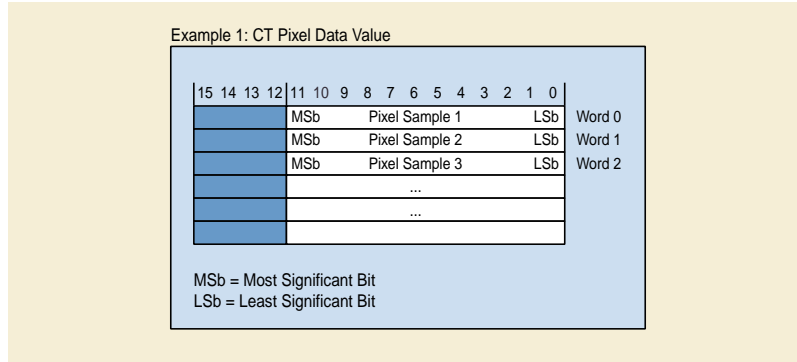 Example 1: CT Pixel Data Value
15 14 13 12 11 10 9 8 7 6 5 4 3 2 1 0
MSb Pixel Sample 1 LSb Word 0
MSb Pixel Sample 2 LSb Word 1
MSb Pixel Sample 3 LSb Word 2
...
...
MSb = Most Significant Bit
LSb = Least Significant Bit